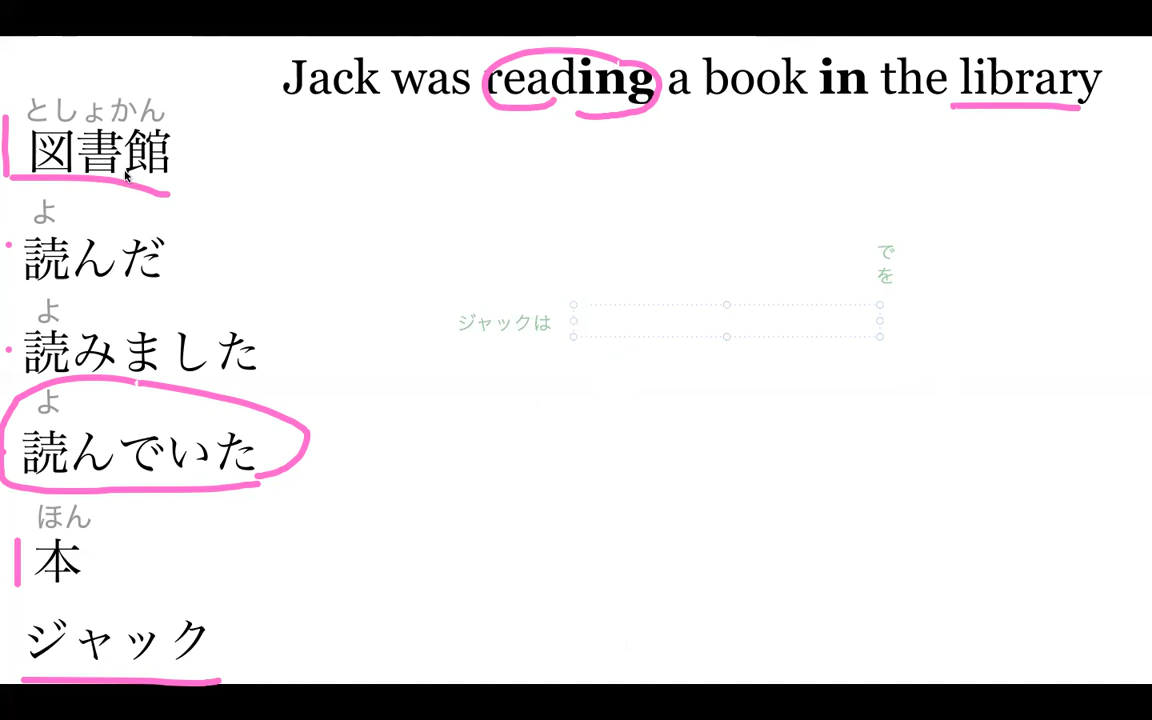 Jack was reading a book in the library
としょかん
図書館
よ
読んだ
よ
読みました
よ
読んでいた
ほん
本
ジャック
で
を
ジャックは